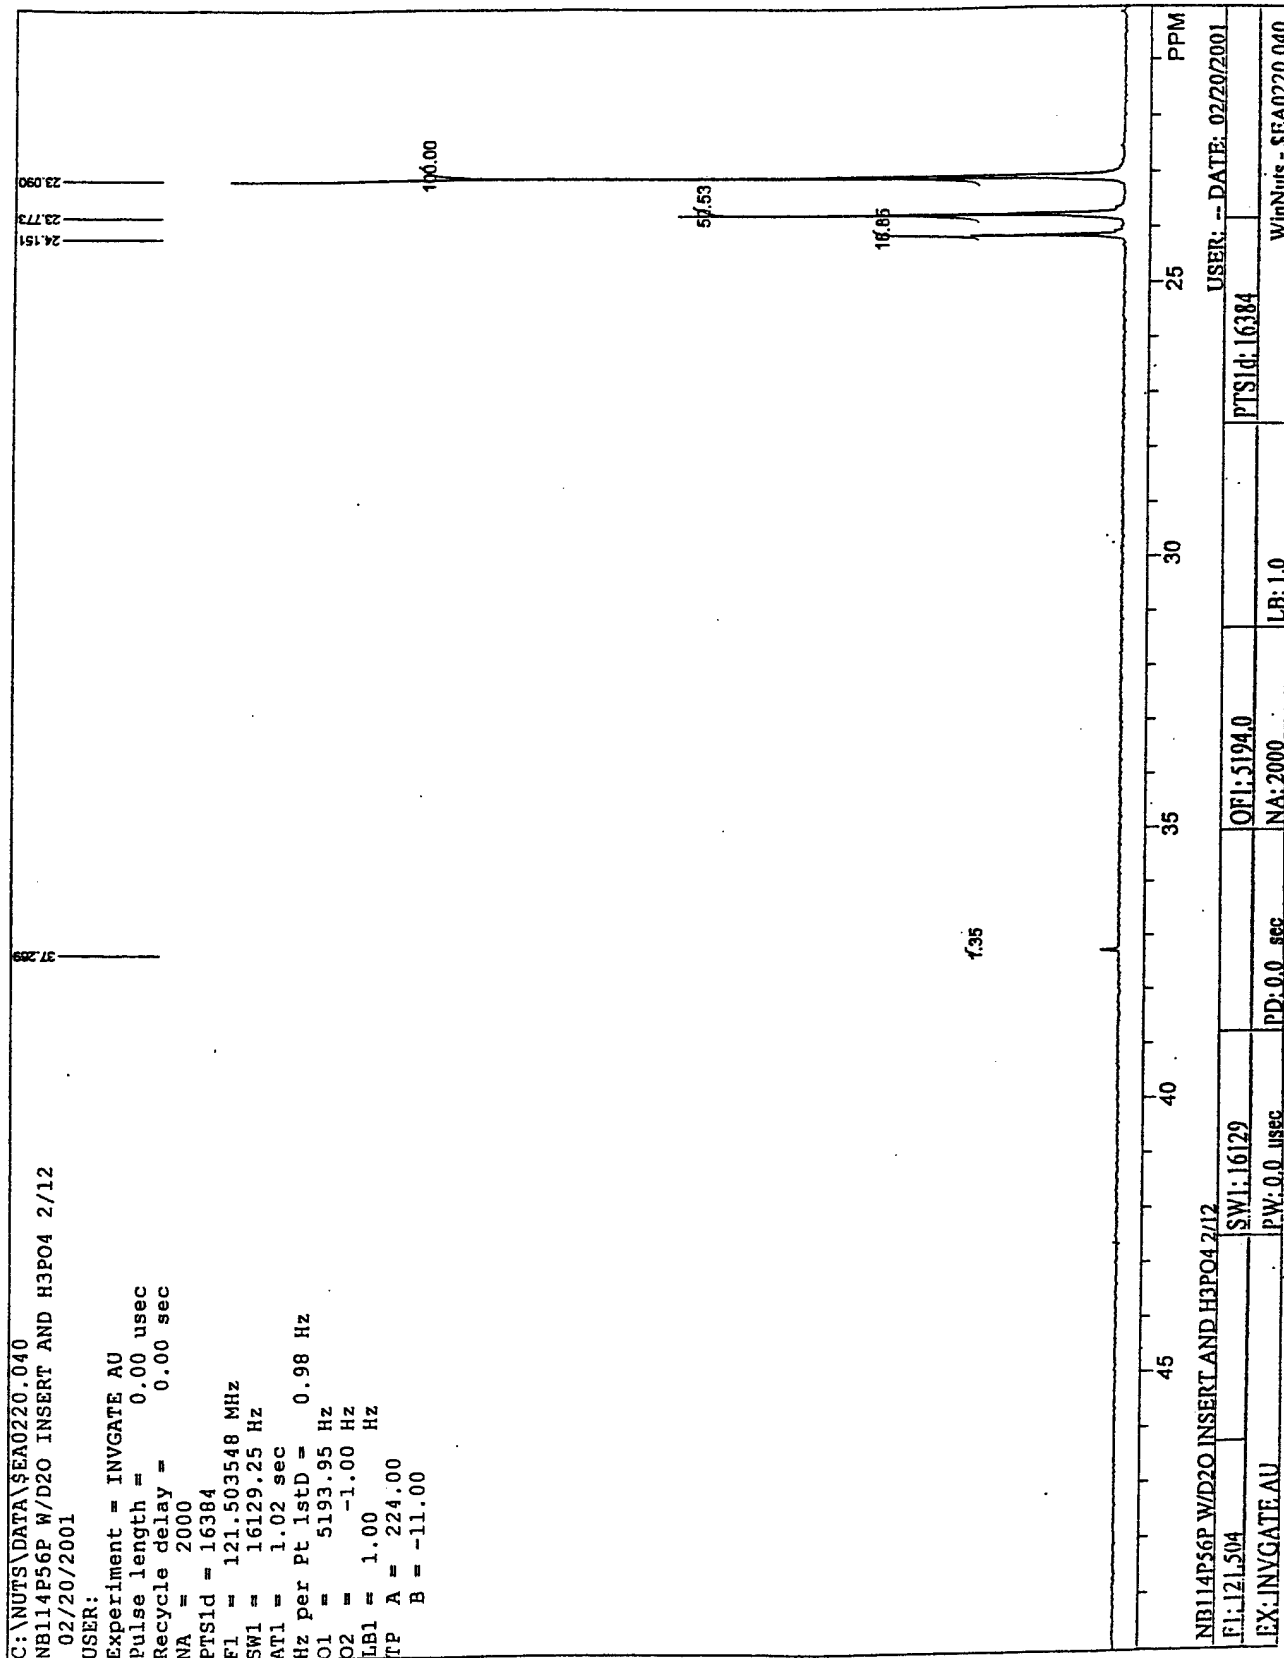 C:\NUTS\DATA\$EA0220.040
NB114P56P W/D2O INSERT AND H3PO4 2/12
02/20/2001
USER:
Experiment = INVGATE AU
Pulse length = 0.00 usec
Recycle delay = 0.00 sec
NA = 2000
PTS1d = 16384
F1 = 121.503548 MHz
SW1 = 16129.25 Hz
AT1 = 1.02 sec
Hz per Pt 1stD = 0.98 Hz
O1 = 5193.95 Hz
O2 = -1.00 Hz
LB1 = 1.00 Hz
TP A = 224.00
B = -11.00
37.269
24.151
23.773
23.090
1.35
16.85
100.00
45
40
35
30
25
PPM
NB114P56P W/D2O INSERT AND H3PO4 2/12
USER: -- DATE: 02/20/2001
F1: 121.504
SW1: 16129
OF1: 5194.0
PTS1d: 16384
EX: INVGATE AU
PW: 0.0 usec
PD: 0.0 sec
NA: 2000
LB: 1.0
WinNuts - $EA0220.040